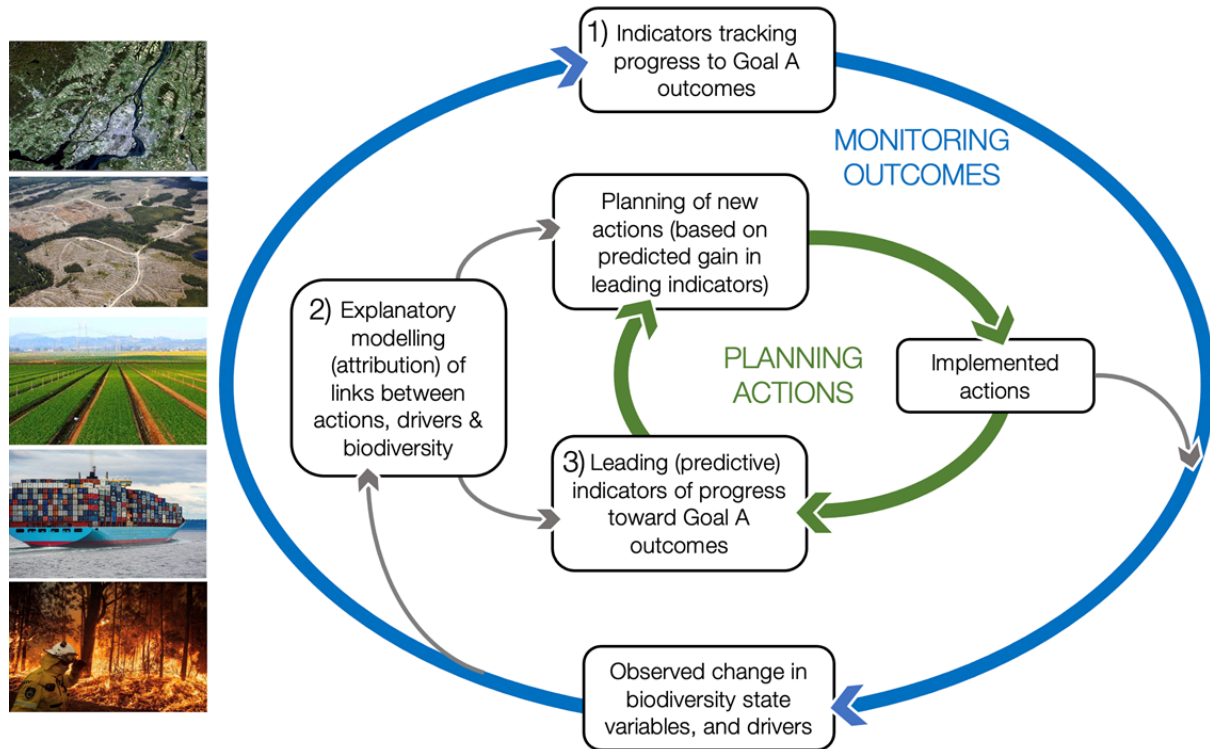 1) Indicators tracking
progress to Goal A
outcomes
MONITORING
OUTCOMES
Planning of new
actions (based on
predicted gain in
leading indicators)
2) Explanatory
modelling
(attribution) of
links between
actions, drivers &
biodiversity
PLANNING
ACTIONS
Implemented
actions
3) Leading (predictive)
indicators of progress
toward Goal A
outcomes
Observed change in
biodiversity state
variables, and drivers